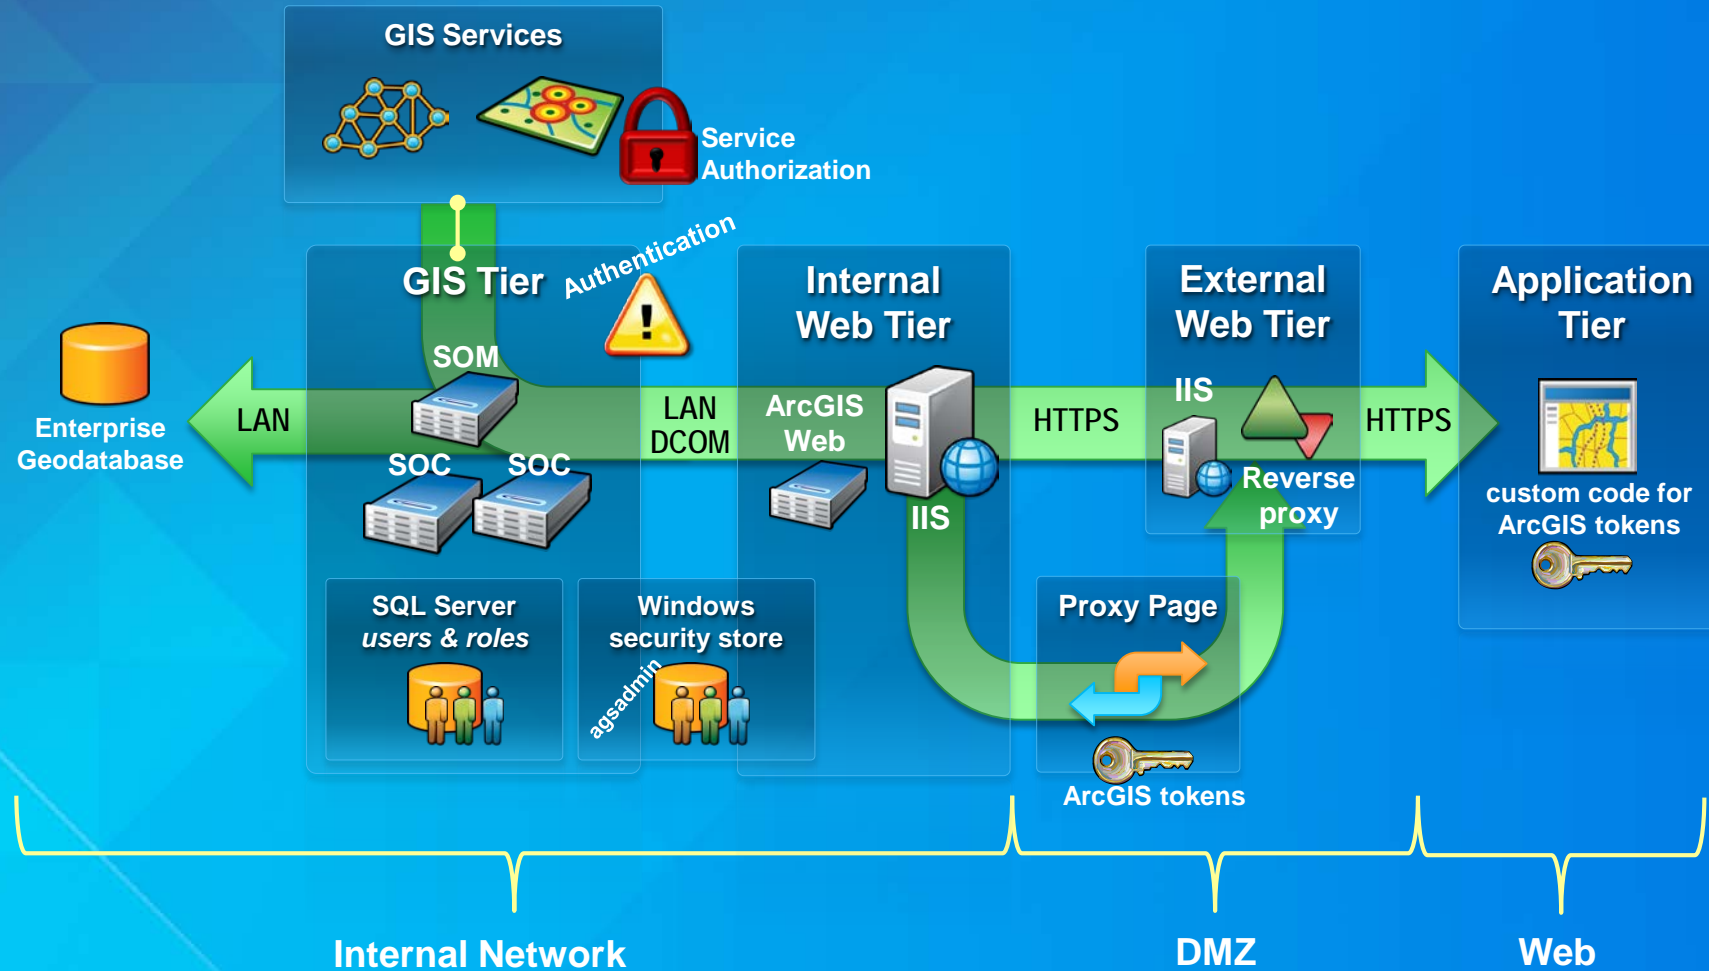 GIS Services
Service
Authorization
Authentication
GIS Tier
Internal
Web Tier
External
Web Tier
Application
Tier
SOM
IIS
Enterprise
Geodatabase
LAN
LAN
DCOM
ArcGIS
Web
HTTPS
HTTPS
SOC
SOC
IIS
Reverse
proxy
custom code for
ArcGIS tokens
SQL Server
users & roles
Windows
security store
agsadmin
Proxy Page
ArcGIS tokens
Internal Network
DMZ
Web